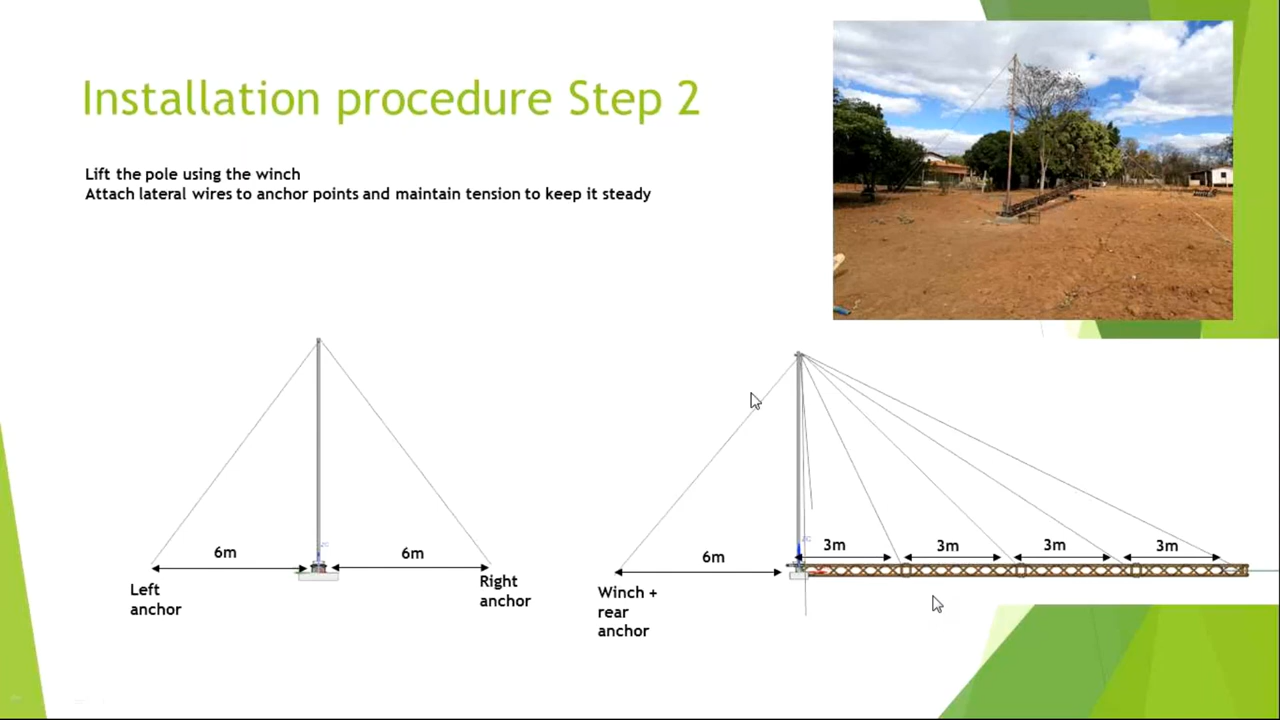 Installation procedure Step 2
Lift the pole using the winch
Attach lateral wires to anchor points and maintain tension to keep it steady
6m
6m
Left
anchor
Right
anchor
6m
3m
3m
3m
3m
Winch +
rear
anchor